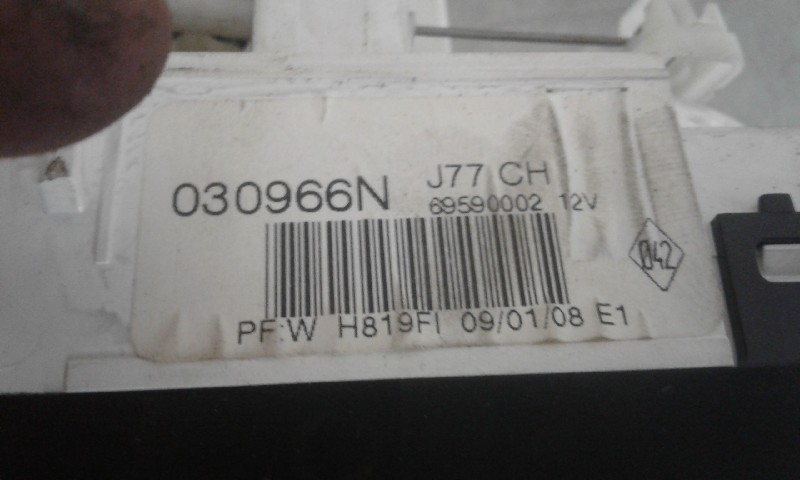 030966N J77 CH
69590002 12V
042
PF:W H819FI 09/01/08 E1